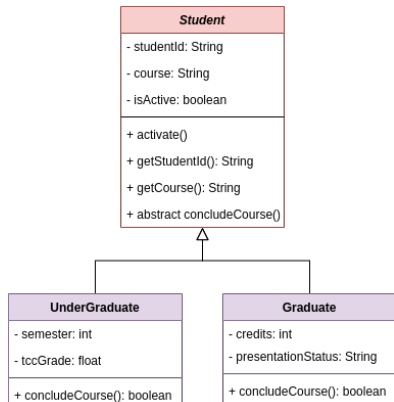 Student
- studentId: String
- course: String
- isActive: boolean
+ activate()
+ getStudentId(): String
+ getCourse(): String
+ abstract concludeCourse()
UnderGraduate
- semester: int
- tccGrade: float
+ concludeCourse(): boolean
Graduate
- credits: int
- presentationStatus: String
+ concludeCourse(): boolean